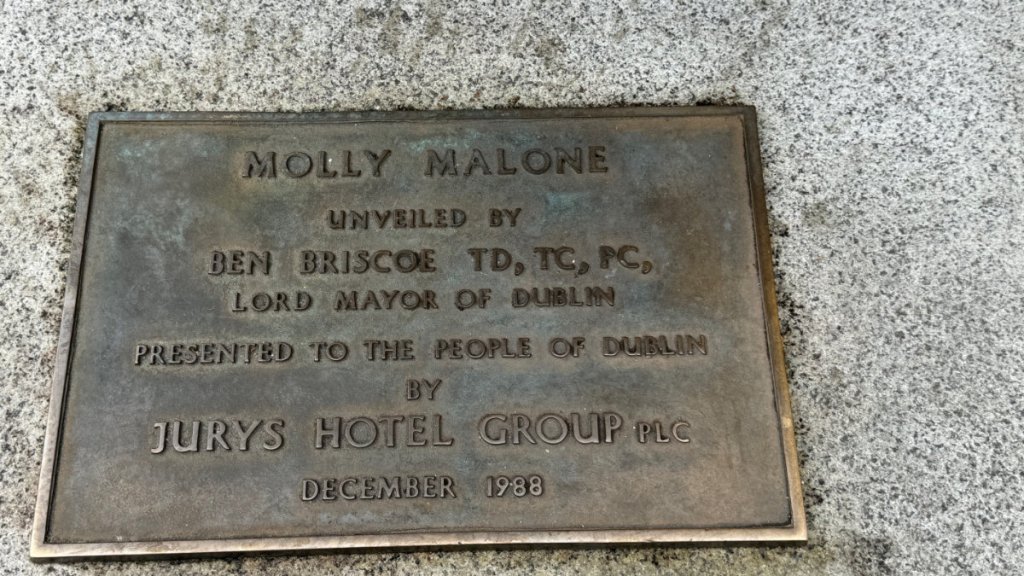 MOLLY MALONE
UNVEILED BY
BEN BRISCOE TD, TC, PC,
LORD MAYOR OF DUBLIN
PRESENTED TO THE PEOPLE OF DUBLIN
BY
JURYS HOTEL GROUP PLC
DECEMBER 1988